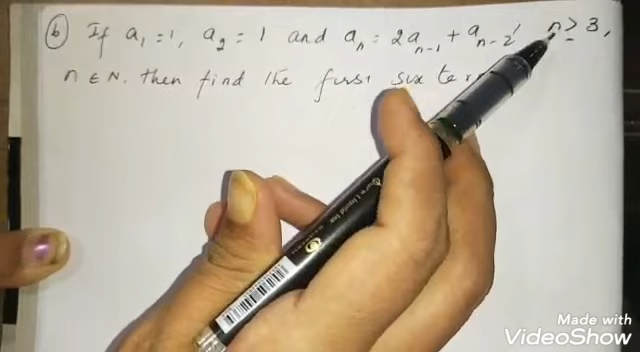 (b) If a₁ = 1, a₂ = 1 and aₙ = 2aₙ₋₁ + aₙ₋₂, n ≥ 3,
n ∈ N. then find the first six
Made with
VideoShow